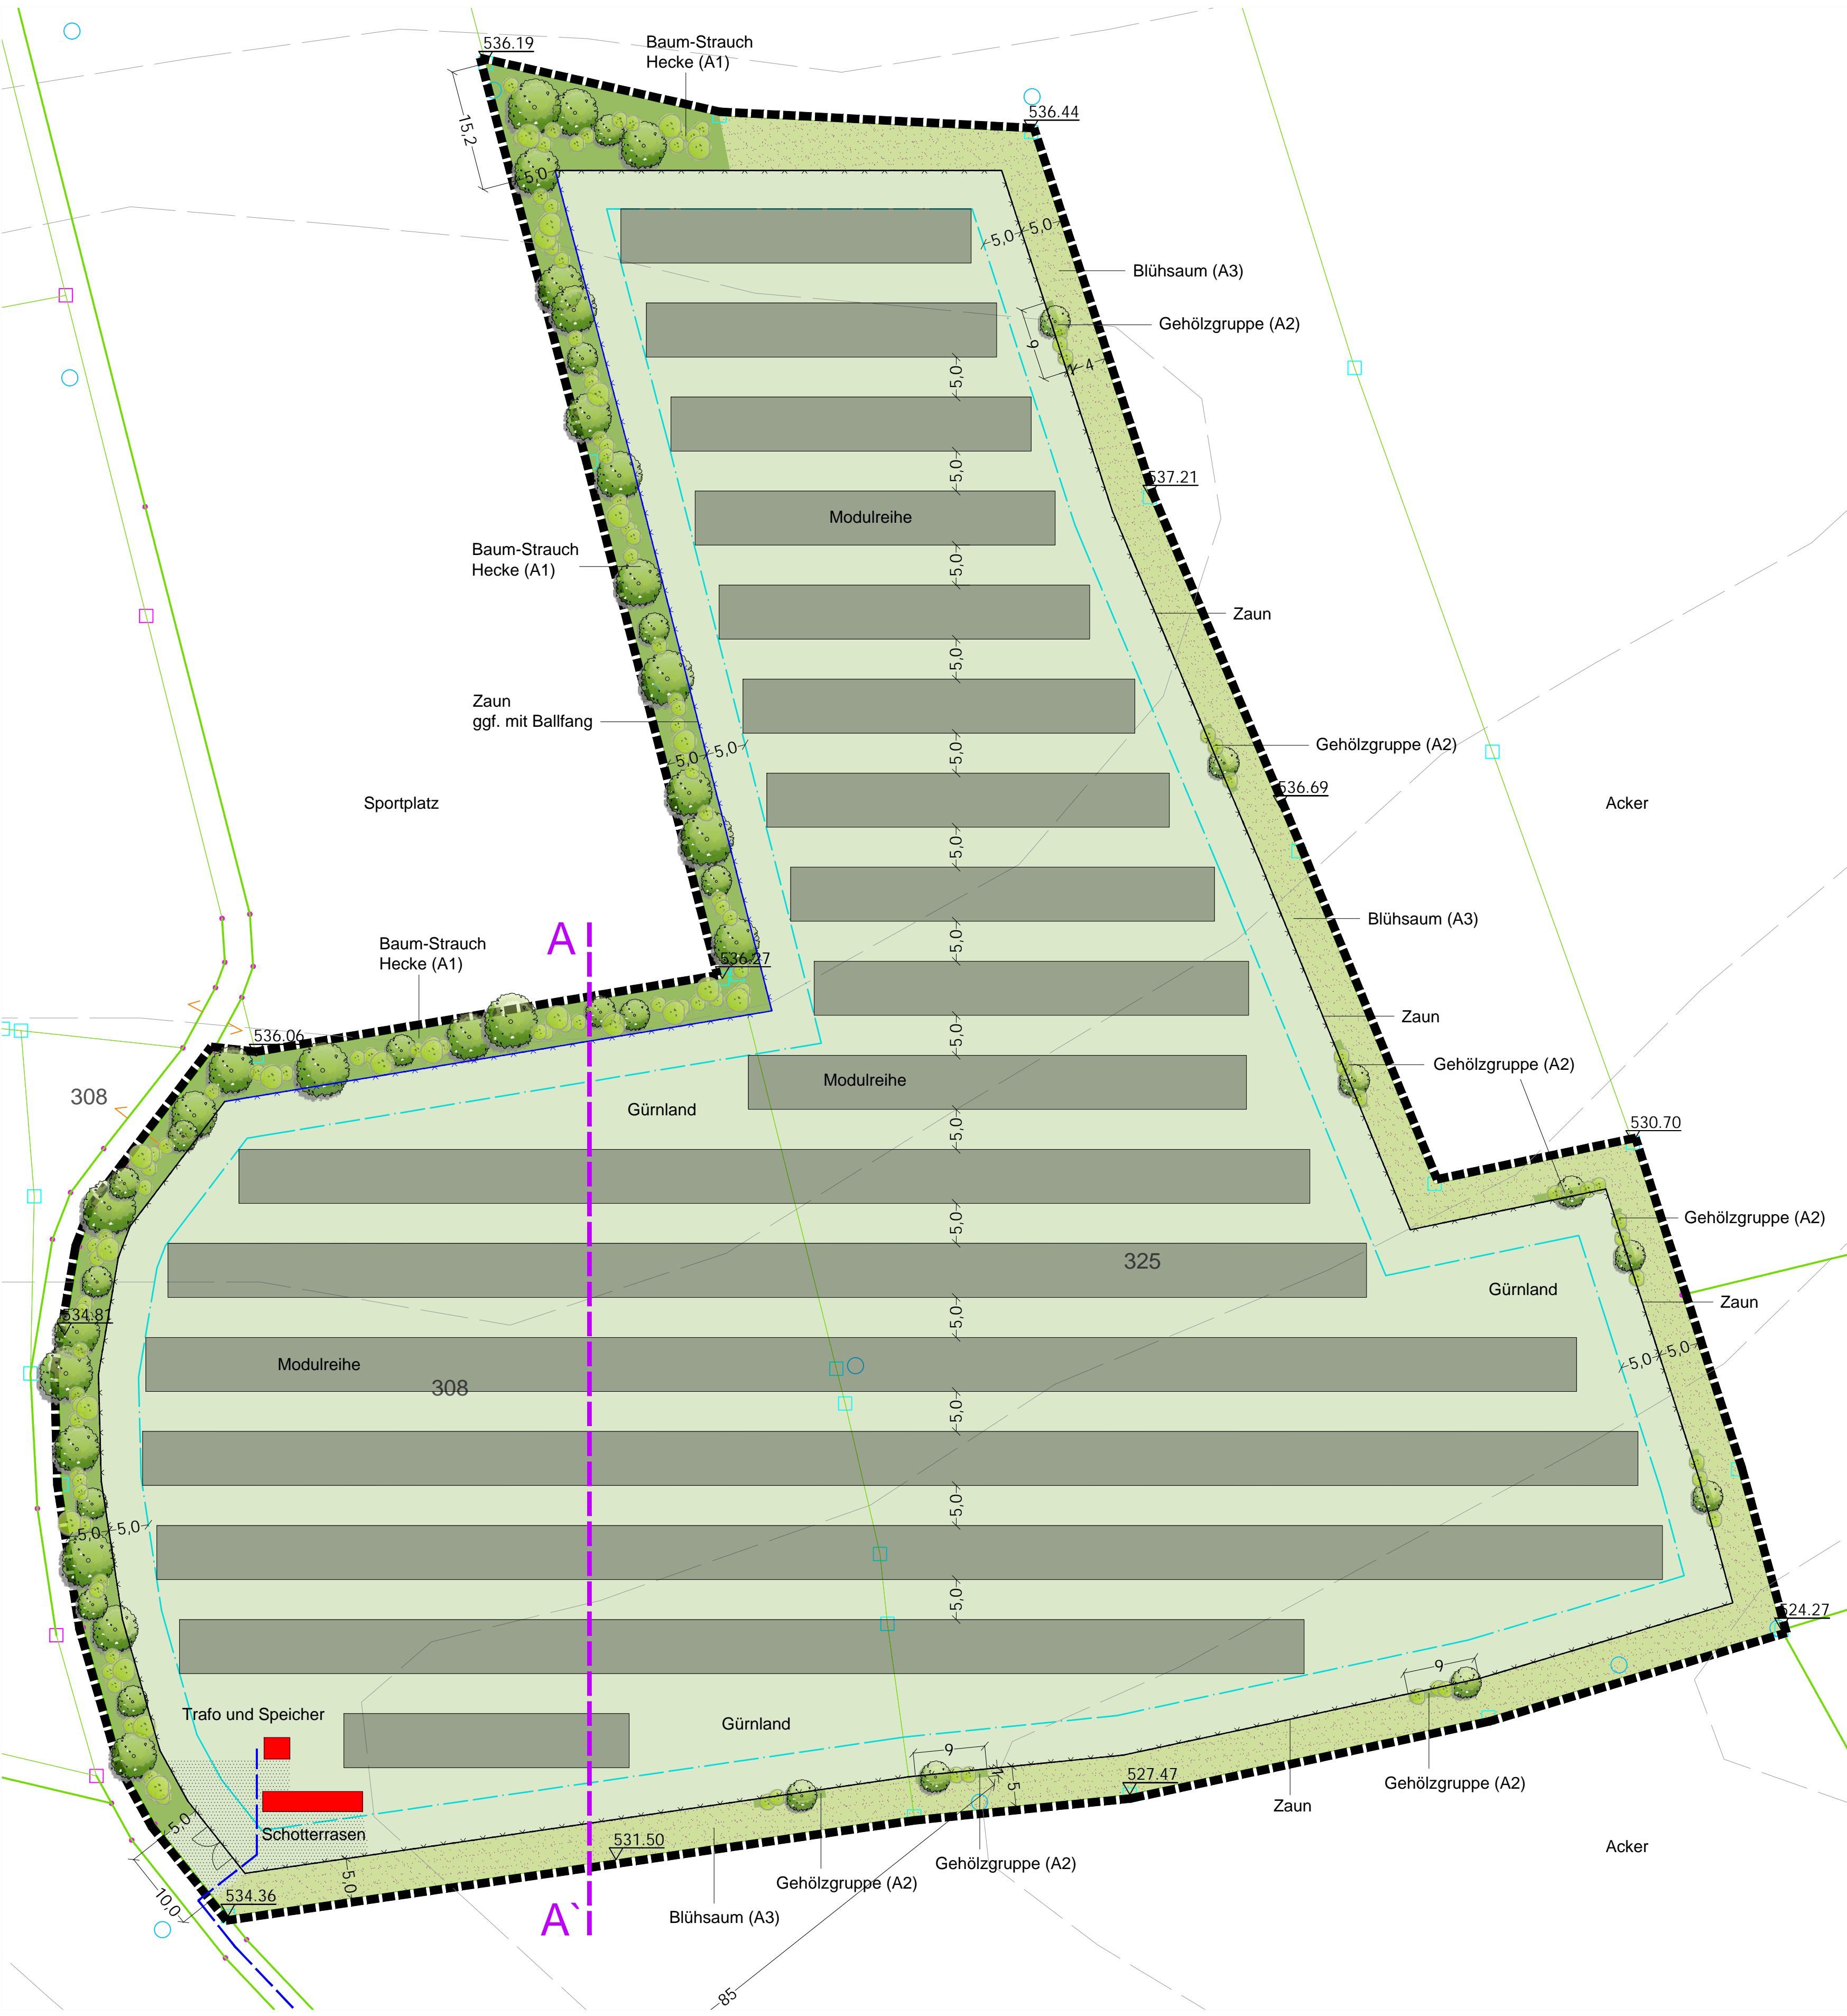 536.19
Baum-Strauch
Hecke (A1)
536.44
15,2
5,0
5,0
5,0
Blühsaum (A3)
Gehölzgruppe (A2)
9
4
5,0
5,0
Modulreihe
537.21
Baum-Strauch
Hecke (A1)
5,0
Zaun
5,0
Zaun
ggf. mit Ballfang
5,0
5,0
5,0
Gehölzgruppe (A2)
536.69
Sportplatz
Acker
5,0
Blühsaum (A3)
A
Baum-Strauch
Hecke (A1)
5,0
536.27
Zaun
536.06
5,0
Gehölzgruppe (A2)
Modulreihe
308
Gürnland
530.70
5,0
Gehölzgruppe (A2)
5,0
325
Gürnland
Zaun
534.81
5,0
5,0
5,0
Modulreihe
308
5,0
5,0
5,0
5,0
5,0
524.27
Trafo und Speicher
Gürnland
9
9
4
5
527.47
Gehölzgruppe (A2)
Zaun
5,0
Schotterrasen
531.50
Acker
Gehölzgruppe (A2)
5,0
Gehölzgruppe (A2)
10,0
534.36
Blühsaum (A3)
A`
85